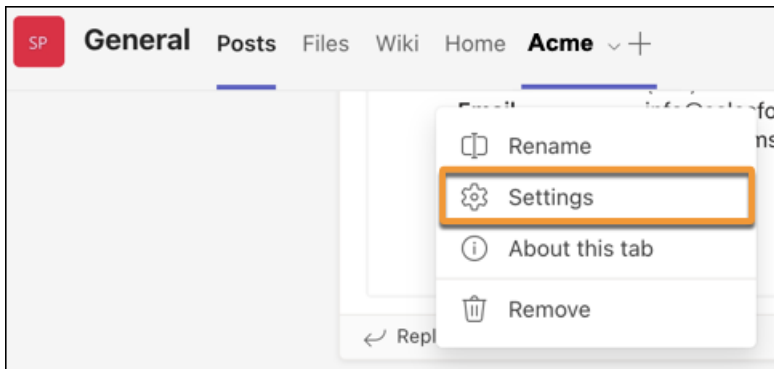 SP General Posts Files Wiki Home Acme
Rename
Settings
About this tab
Remove
Repl